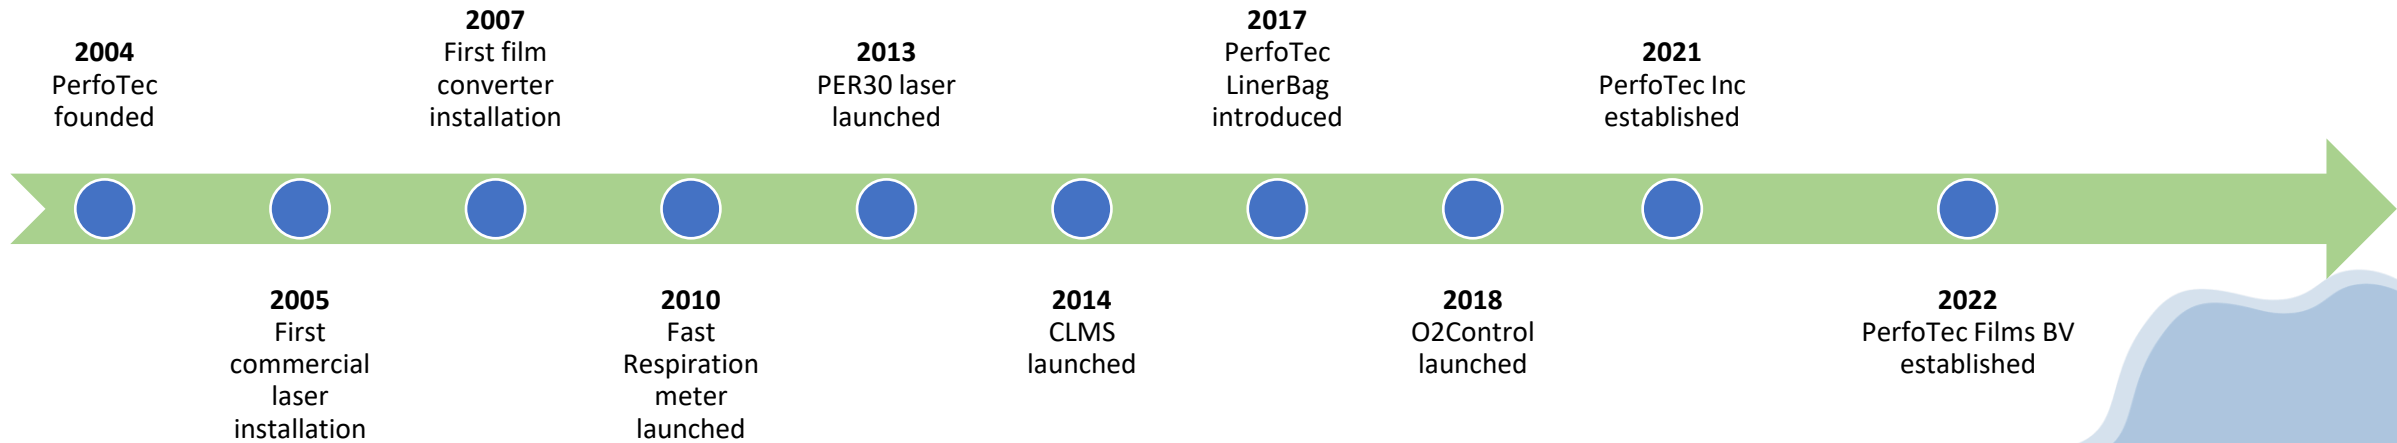 2004
PerfoTec
founded
2005
First
commercial
laser
installation
2007
First film
converter
installation
2010
Fast
Respiration
meter
launched
2013
PER30 laser
launched
2014
CLMS
launched
2017
PerfoTec
LinerBag
introduced
2018
O2Control
launched
2021
PerfoTec Inc
established
2022
PerfoTec Films BV
established